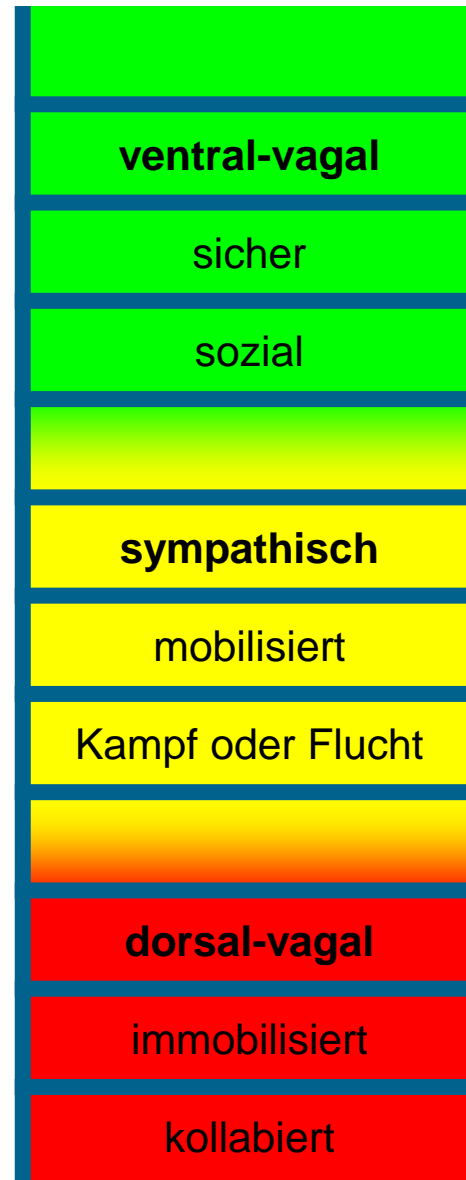 ventral-vagal
sicher
sozial
sympathisch
mobilisiert
Kampf oder Flucht
dorsal-vagal
immobilisiert
kollabiert